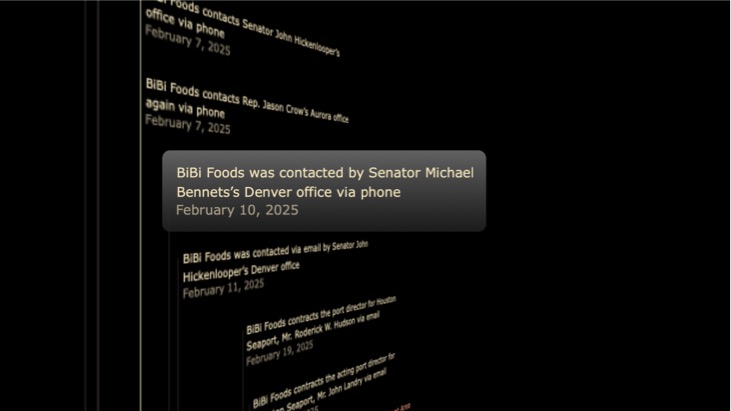 Foods contacts Senator John Hickenlooper's
office via phone
February 7, 2025
BiBi Foods contacts Rep. Jason Crow's Aurora office
again via phone
February 7, 2025
BiBi Foods was contacted by Senator Michael
Bennets’s Denver office via phone
February 10, 2025
BiBi Foods was contacted via email by Senator John
Hickenlooper's Denver office
February 11, 2025
BiBi Foods contracts the port director for Houston
Seaport, Mr. Roderick W. Hudson via email
February 19, 2025
BiBi Foods contracts the acting port director for
Seaport, Mr. John Landry via email